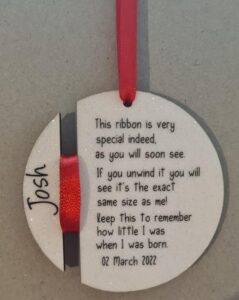 Josh
This ribbon is very
special indeed,
as you will soon see.
If you unwind it you will
see it's the exact
same size as me!
Keep this to remember
how little I was
when I was born.
02 March 2022